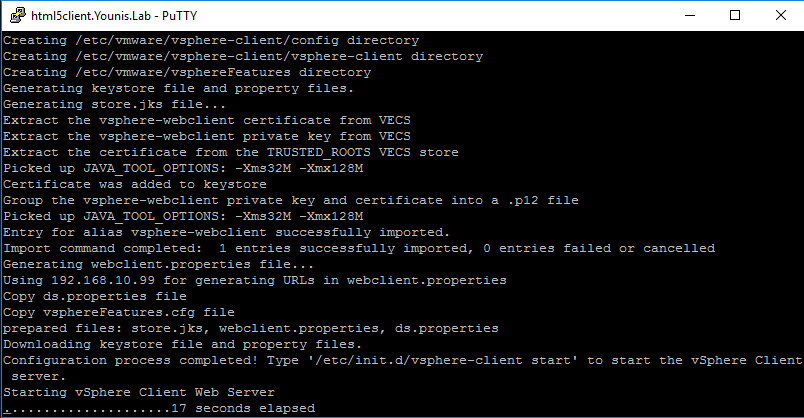 html5client.Younis.Lab - PuTTY
Creating /etc/vmware/vsphere-client/config directory
Creating /etc/vmware/vsphere-client/vsphere-client directory
Creating /etc/vmware/vsphereFeatures directory
Generating keystore file and property files.
Generating store.jks file...
Extract the vsphere-webclient certificate from VECS
Extract the vsphere-webclient private key from VECS
Extract the certificate from the TRUSTED_ROOTS VECS store
Picked up JAVA_TOOL_OPTIONS: -Xms32M -Xmx128M
Certificate was added to keystore
Group the vsphere-webclient private key and certificate into a .p12 file
Picked up JAVA_TOOL_OPTIONS: -Xms32M -Xmx128M
Entry for alias vsphere-webclient successfully imported.
Import command completed:  1 entries successfully imported, 0 entries failed or cancelled
Generating webclient.properties file...
Using 192.168.10.99 for generating URLs in webclient.properties
Copy ds.properties file
Copy vsphereFeatures.cfg file
prepared files: store.jks, webclient.properties, ds.properties
Downloading keystore file and property files.
Configuration process completed! Type '/etc/init.d/vsphere-client start' to start the vSphere Client
 server.
Starting vSphere Client Web Server
.....................17 seconds elapsed